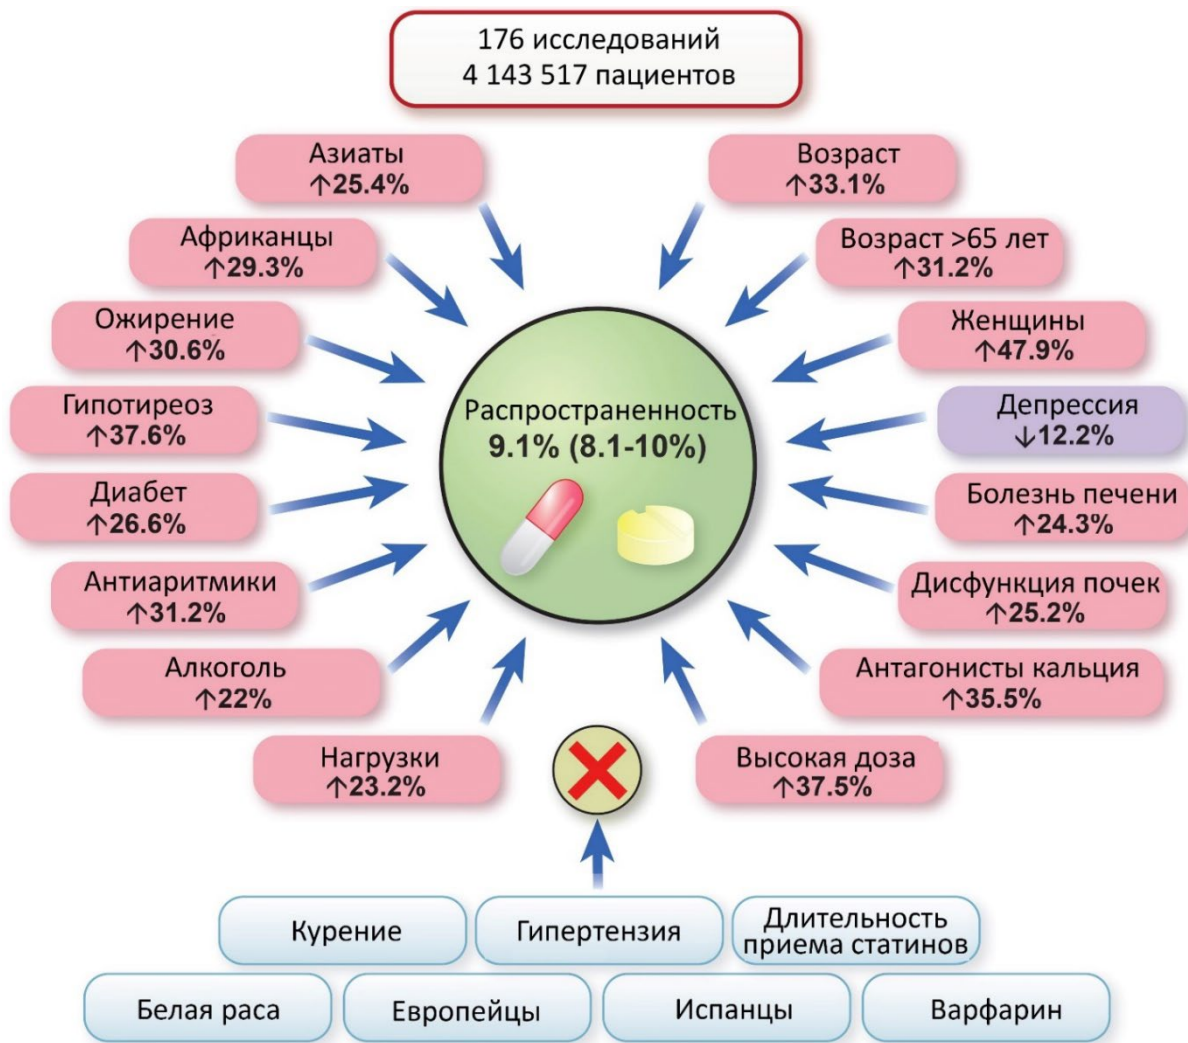 176 исследований
4 143 517 пациентов
Азиаты
↑25.4%
Возраст
↑33.1%
Африканцы
↑29.3%
Возраст >65 лет
↑31.2%
Ожирение
↑30.6%
Женщины
↑47.9%
Гипотиреоз
↑37.6%
Распространенность
9.1% (8.1-10%)
Депрессия
↓12.2%
Диабет
↑26.6%
Болезнь печени
↑24.3%
Антиаритмики
↑31.2%
Дисфункция почек
↑25.2%
Алкоголь
↑22%
Антагонисты кальция
↑35.5%
Нагрузки
↑23.2%
Высокая доза
↑37.5%
Курение
Гипертензия
Длительность
приема статинов
Белая раса
Европейцы
Испанцы
Варфарин